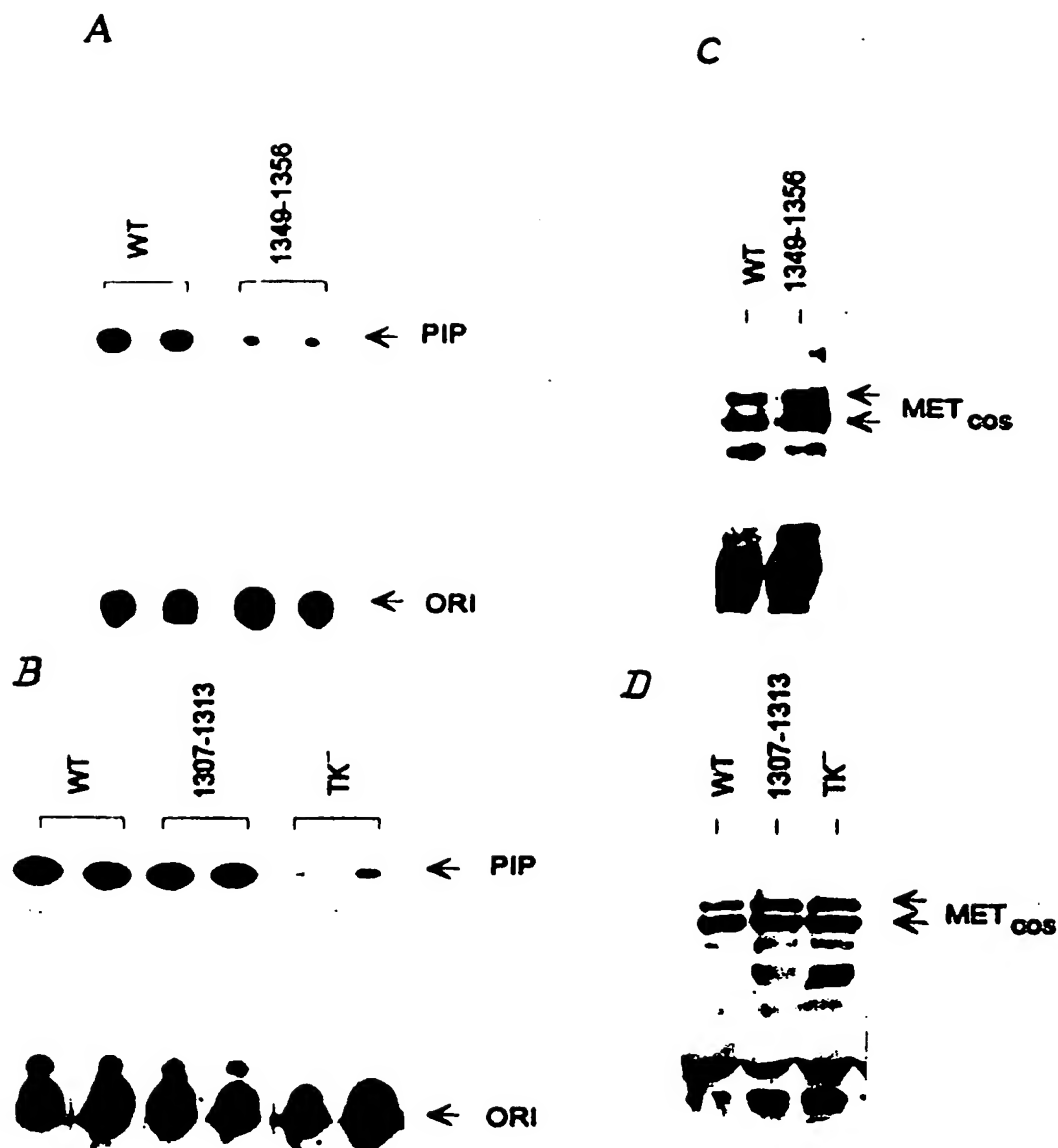 A
WT
1349-1356
← PIP
← ORI
B
WT
1307-1313
TK⁻
← PIP
← ORI
C
WT
1349-1356
MET cos
D
WT
1307-1313
TK⁻
MET cos